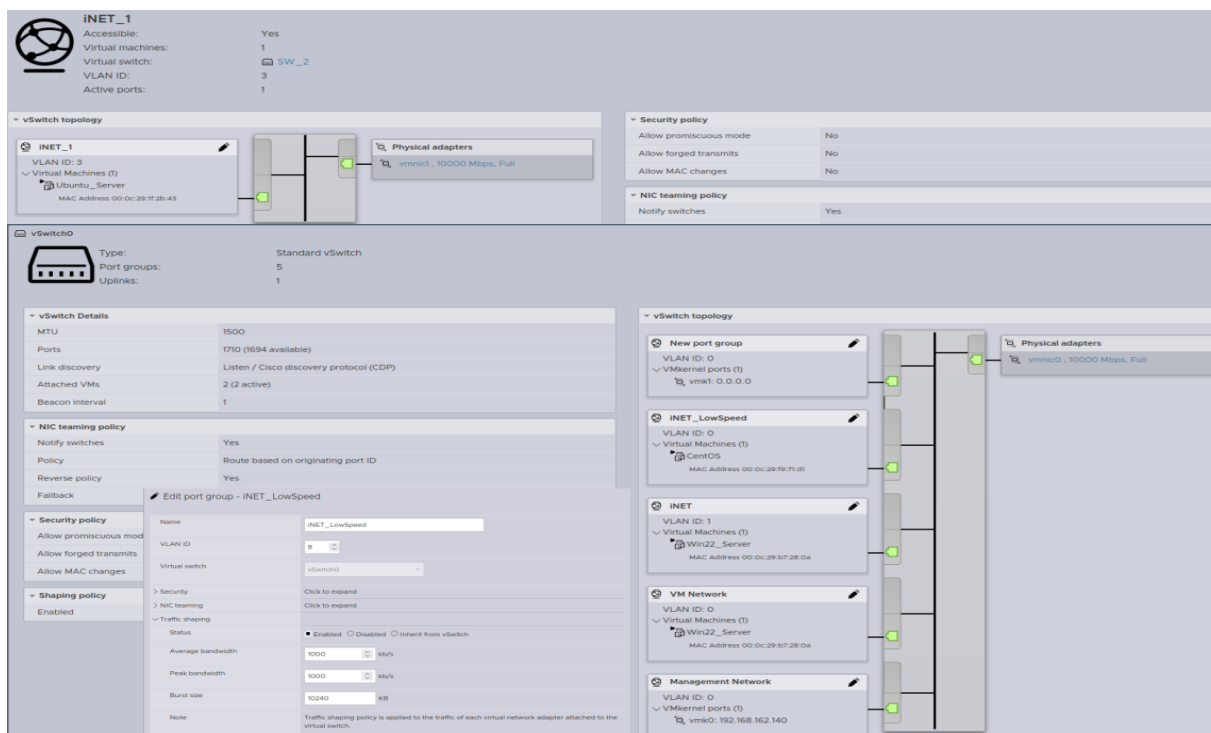 iNET_1
Accessible: Yes
Virtual machines: 1
Virtual switch: SW_2
VLAN ID: 3
Active ports: 1
vSwitch topology
iNET_1
VLAN ID: 3
Virtual Machines (1)
Ubuntu_Server
MAC Address 00:0c:29:1f:2b:43
Physical adapters
vmnic1 , 10000 Mbps, Full
Security policy
Allow promiscuous mode No
Allow forged transmits No
Allow MAC changes No
NIC teaming policy
Notify switches Yes
vSwitch0
Type: Standard vSwitch
Port groups: 5
Uplinks: 1
vSwitch Details
MTU 1500
Ports 1710 (1694 available)
Link discovery Listen / Cisco discovery protocol (CDP)
Attached VMs 2 (2 active)
Beacon interval 1
NIC teaming policy
Notify switches Yes
Policy Route based on originating port ID
Reverse policy Yes
Failback
Security policy
Allow promiscuous mod
Allow forged transmits
Allow MAC changes
Shaping policy
Enabled
Edit port group - iNET_LowSpeed
Name iNET_LowSpeed
VLAN ID 8
Virtual switch vSwitch0
Security Click to expand
NIC teaming Click to expand
Traffic shaping
Status Enabled Disabled Inherit from vSwitch
Average bandwidth 1000 kb/s
Peak bandwidth 1000 kb/s
Burst size 10240 KB
Note Traffic shaping policy is applied to the traffic of each virtual network adapter attached to the
virtual switch.
vSwitch topology
New port group
VLAN ID: 0
VMkernel ports (1)
vmk1: 0.0.0.0
iNET_LowSpeed
VLAN ID: 0
Virtual Machines (1)
CentOS
MAC Address 00:0c:29:f9:71:d1
iNET
VLAN ID: 1
Virtual Machines (1)
Win22_Server
MAC Address 00:0c:29:b7:28:0a
VM Network
VLAN ID: 0
Virtual Machines (1)
Win22_Server
MAC Address 00:0c:29:b7:28:0a
Management Network
VLAN ID: 0
VMkernel ports (1)
vmk0: 192.168.162.140
Physical adapters
vmnic0 , 10000 Mbps, Full